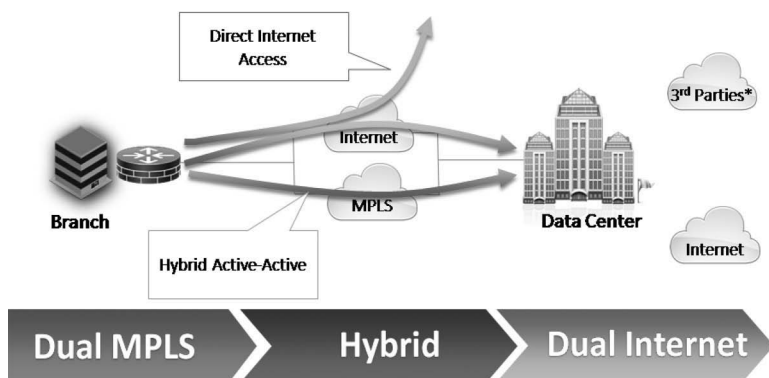 Direct Internet
Access
3rd Parties*
Internet
MPLS
Branch
Data Center
Internet
Hybrid Active-Active
Dual MPLS
Hybrid
Dual Internet